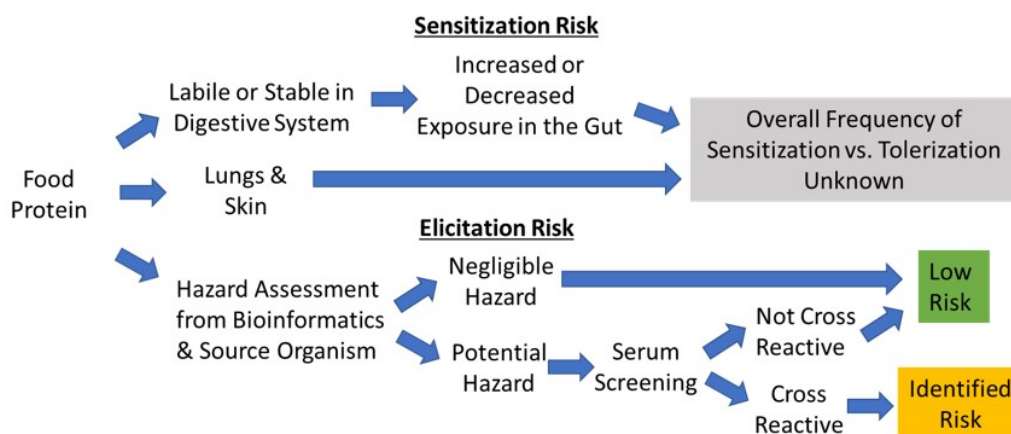 Sensitization Risk
Labile or Stable in
Digestive System
Increased or
Decreased
Exposure in the Gut
Overall Frequency of
Sensitization vs. Tolerization
Unknown
Food
Protein
Lungs &
Skin
Elicitation Risk
Hazard Assessment
from Bioinformatics
& Source Organism
Negligible
Hazard
Low
Risk
Potential
Hazard
Serum
Screening
Not Cross
Reactive
Cross
Reactive
Identified
Risk